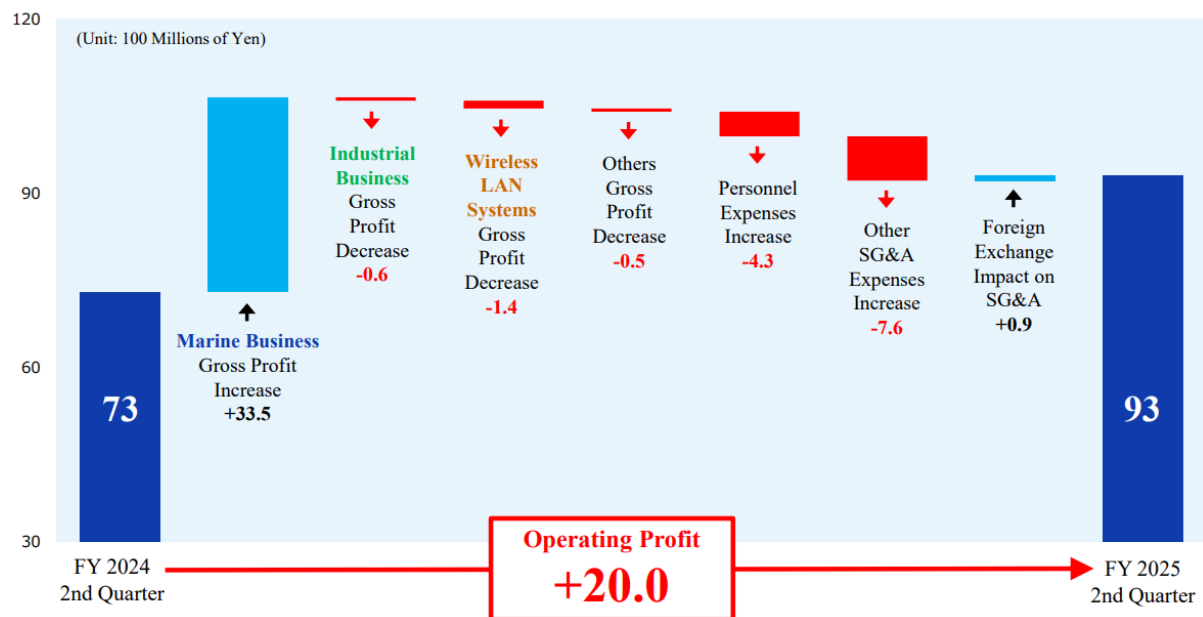 120
(Unit: 100 Millions of Yen)
90
60
30
73
Marine Business
Gross Profit
Increase
+33.5
Industrial
Business
Gross
Profit
Decrease
-0.6
Wireless
LAN
Systems
Gross
Profit
Decrease
-1.4
Others
Gross
Profit
Decrease
-0.5
Personnel
Expenses
Increase
-4.3
Other
SG&A
Expenses
Increase
-7.6
Foreign
Exchange
Impact on
SG&A
+0.9
93
FY 2024
2nd Quarter
Operating Profit
+20.0
FY 2025
2nd Quarter